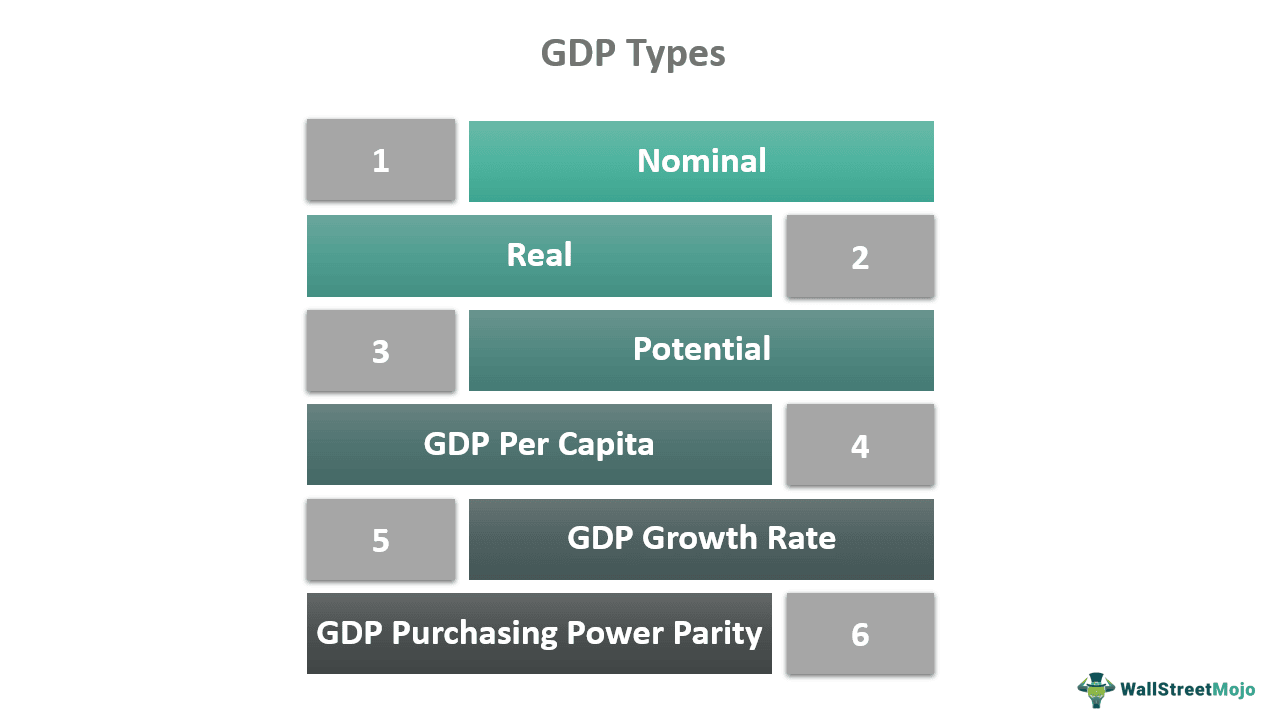 GDP Types
1 Nominal
Real 2
3 Potential
GDP Per Capita 4
5 GDP Growth Rate
GDP Purchasing Power Parity 6
WallStreetMojo